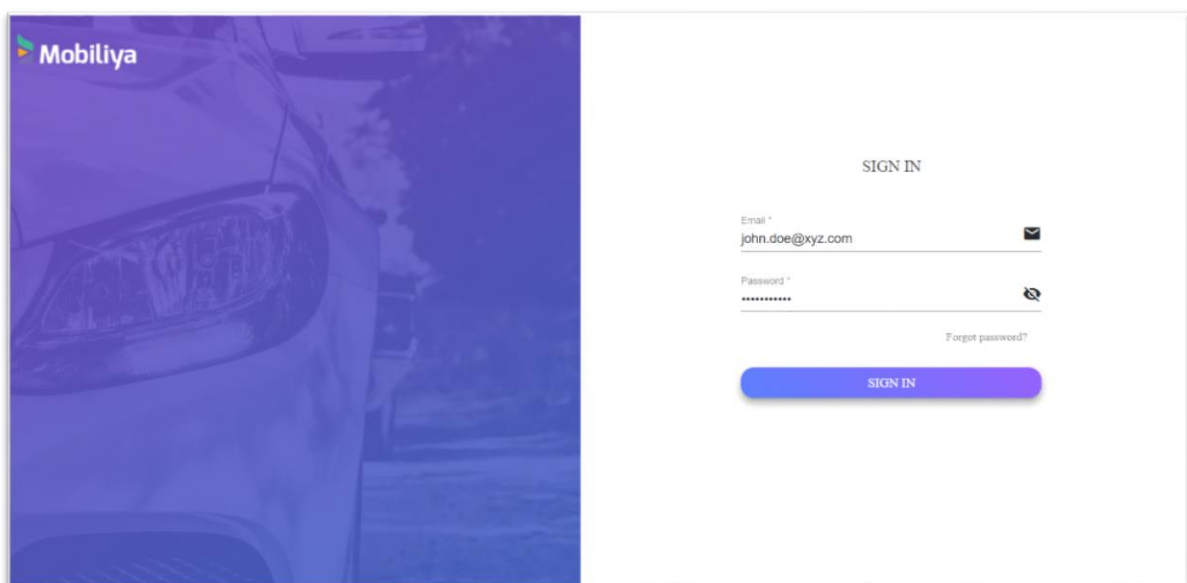 Mobiliya
SIGN IN
Email *
john.doe@xyz.com
Password *
•••••••••••
Forgot password?
SIGN IN